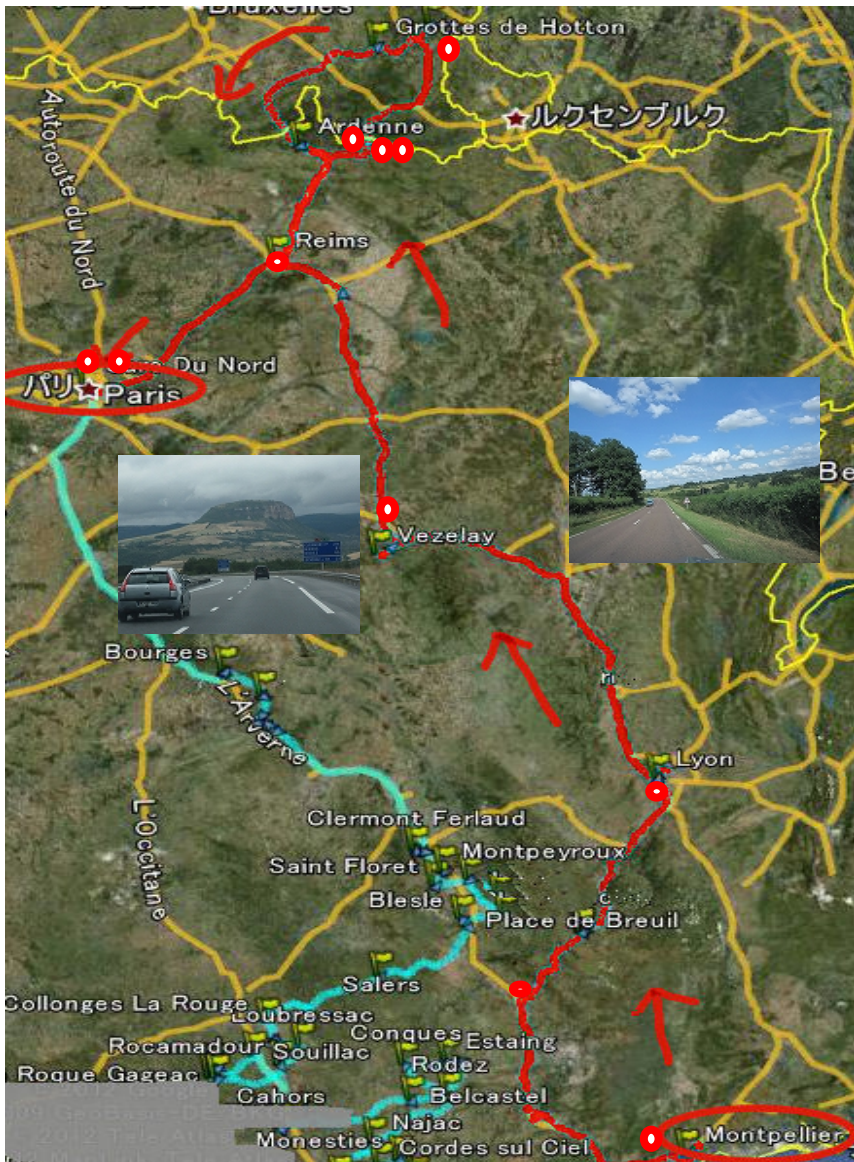 Bruxelles
Grottes de Hotton
Autoroute du Nord
Ardenne
ルクセンブルク
Reims
Du Nord
パリ
Paris
Be
Vezelay
Bourges
L'Arverne
Lyon
L'Occitane
Clermont Ferlaud
Saint Floret
Montpeyroux
Blesle
Place de Breuil
Salers
Collonges La Rouge
Loubressac
Conques
Estaing
Rocamadour
Souillac
Rodez
Roque Gageac
Cahors
Belcastel
Najac
Montpellier
Monesties
Cordes sul Ciel